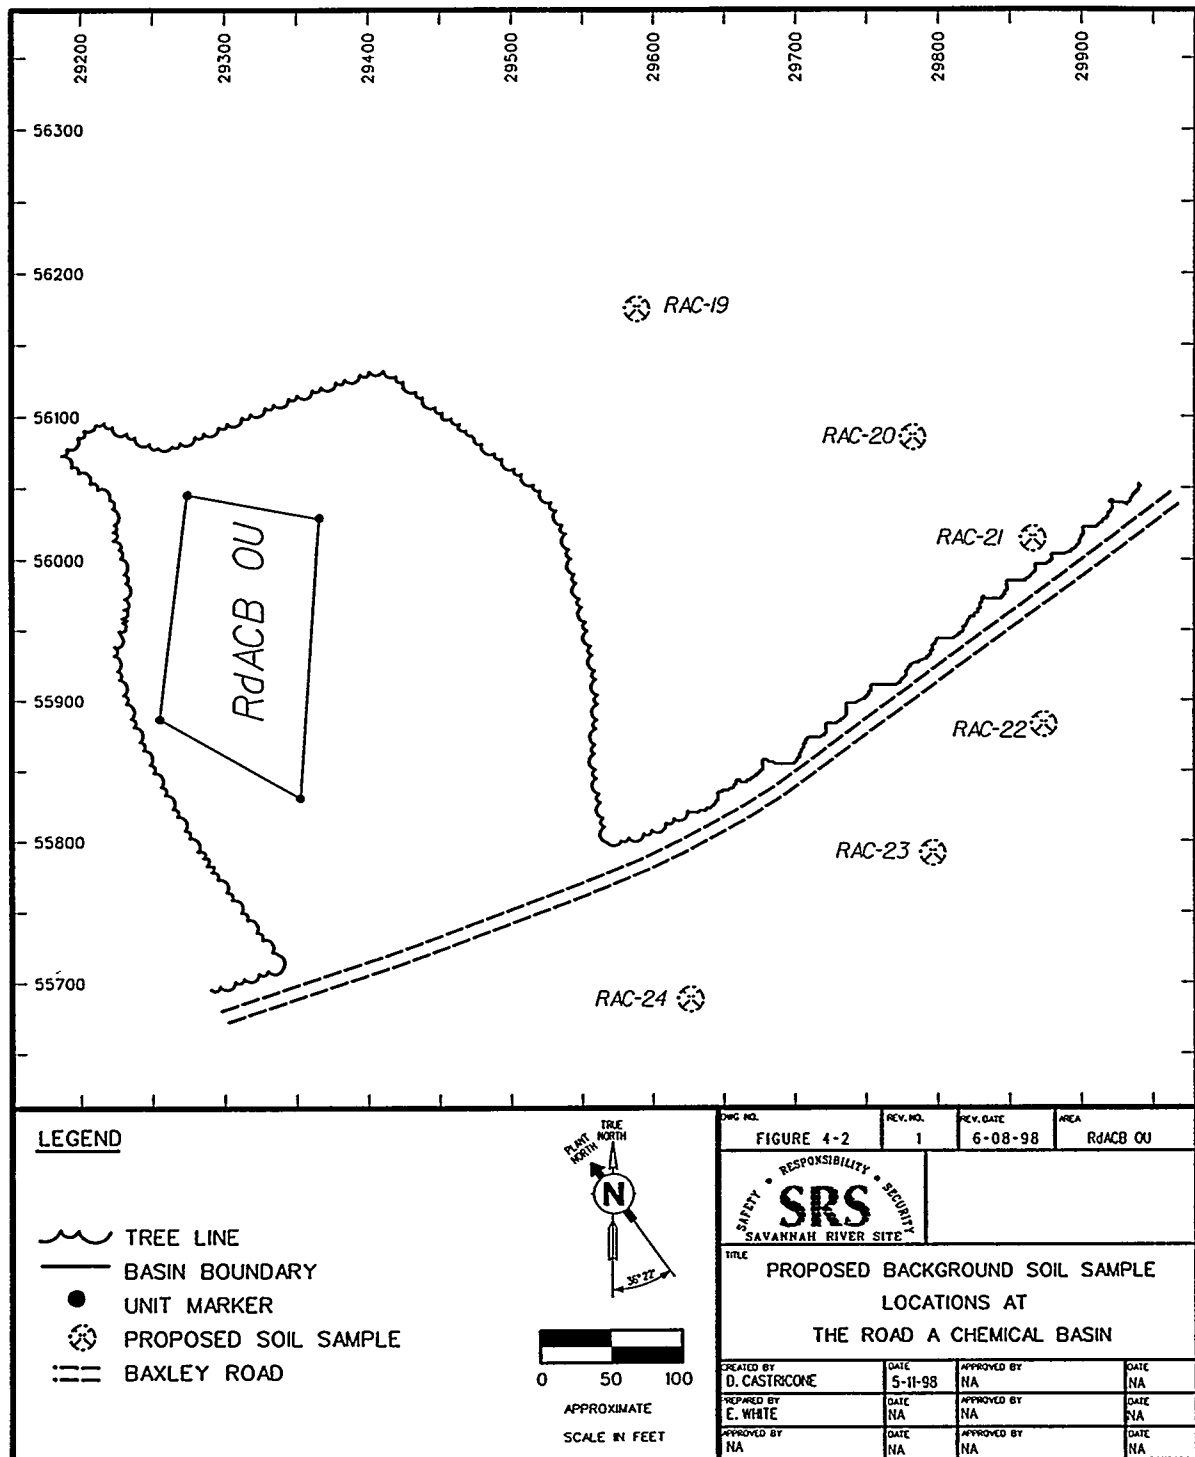 29200 29300 29400 29500 29600 29700 29800 29900
56300
56200
RAC-19
56100
RAC-20
RAC-21
56000
RdACB OU
55900
RAC-22
55800
RAC-23
55700
RAC-24
LEGEND
TREE LINE
BASIN BOUNDARY
UNIT MARKER
PROPOSED SOIL SAMPLE
BAXLEY ROAD
PLANT NORTH
TRUE NORTH
N
36°22'
0 50 100
APPROXIMATE
SCALE IN FEET
DWG NO. REV. NO. REV. DATE AREA
FIGURE 4-2 1 6-08-98 RdACB OU
SAFETY • RESPONSIBILITY • SECURITY
SRS
SAVANNAH RIVER SITE
TITLE
PROPOSED BACKGROUND SOIL SAMPLE
LOCATIONS AT
THE ROAD A CHEMICAL BASIN
CREATED BY DATE APPROVED BY DATE
D. CASTRICONE 5-11-98 NA NA
PREPARED BY DATE APPROVED BY DATE
E. WHITE NA NA NA
APPROVED BY DATE APPROVED BY DATE
NA NA NA NA